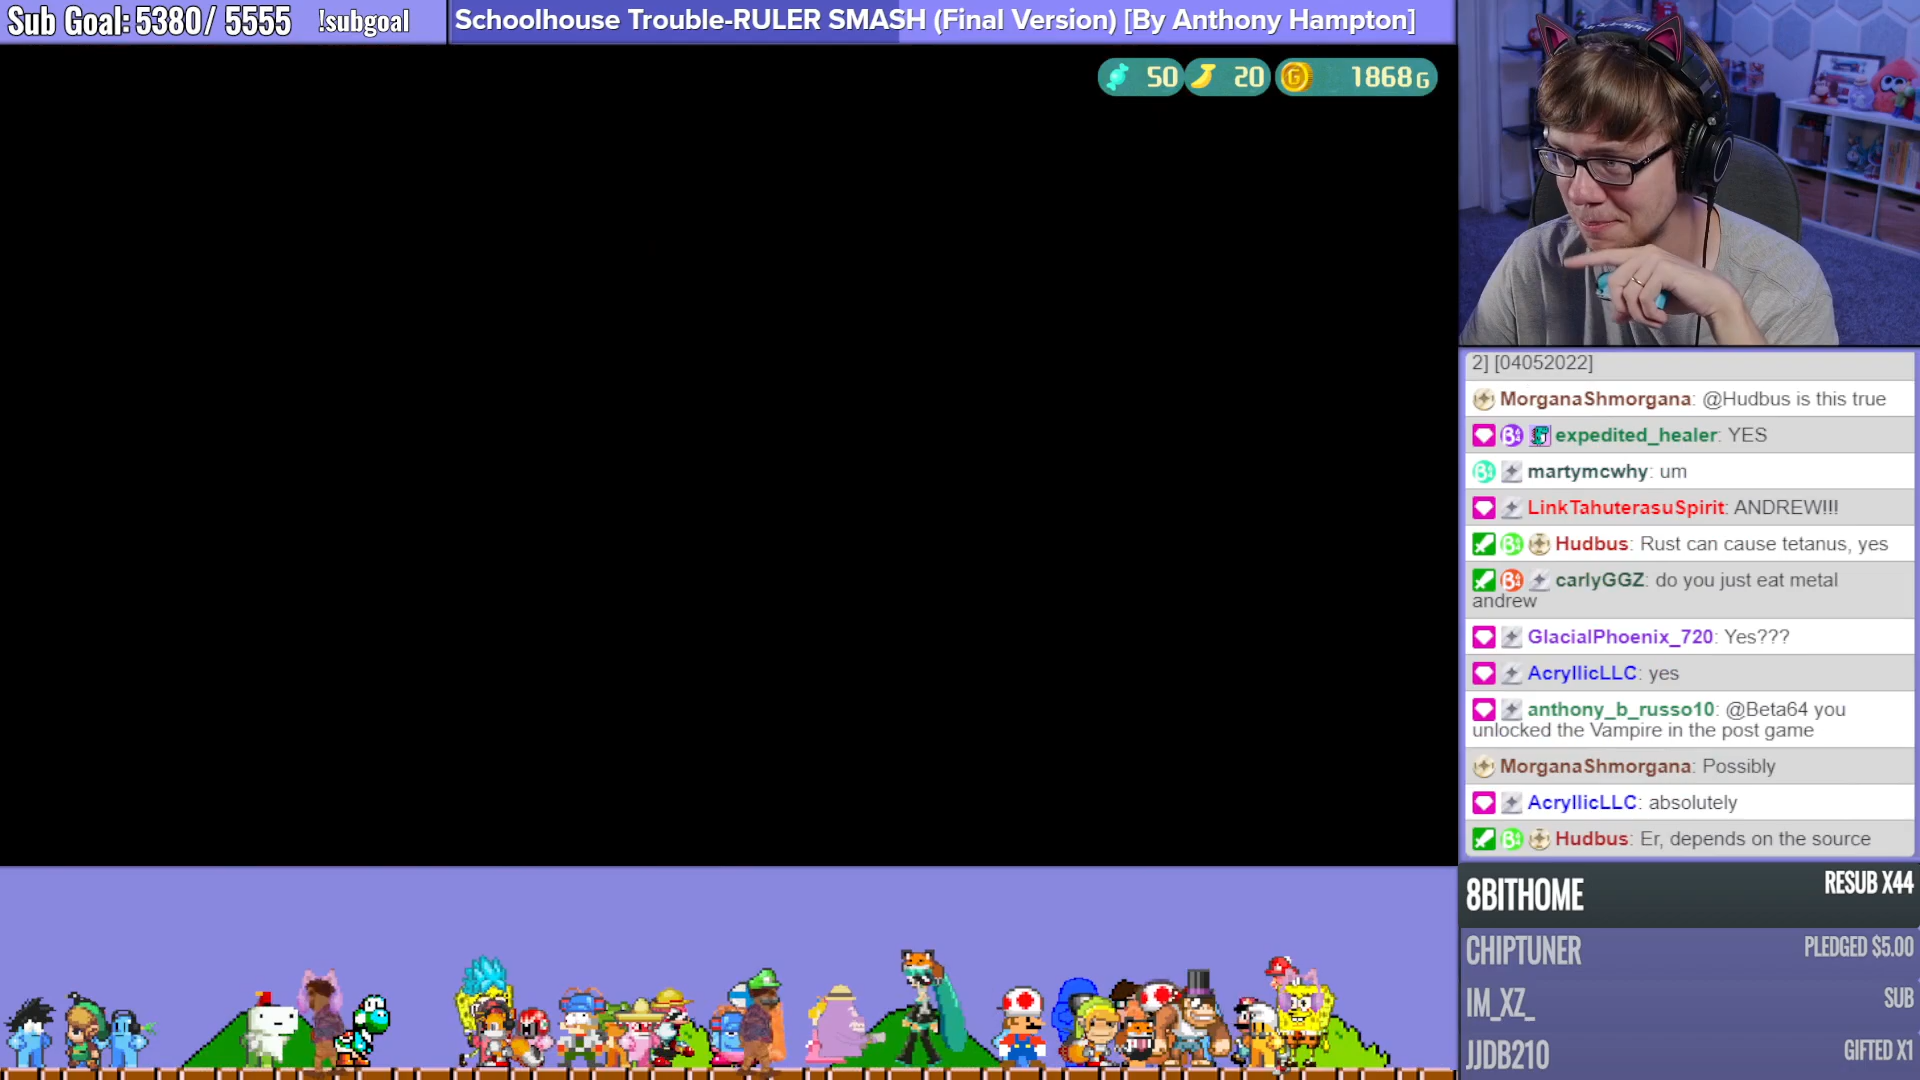 Sub Goal: 5380/ 5555 !subgoal
Schoolhouse Trouble-RULER SMASH (Final Version) [By Anthony Hampton]
50 20 1868G
2] [04052022]
MorganaShmorgana: @Hudbus is this true
expedited_healer: YES
martymcwhy: um
LinkTahuterasuSpirit: ANDREW!!!
Hudbus: Rust can cause tetanus, yes
carlyGGZ: do you just eat metal
andrew
GlacialPhoenix_720: Yes???
AcryllicLLC: yes
anthony_b_russo10: @Beta64 you
unlocked the Vampire in the post game
MorganaShmorgana: Possibly
AcryllicLLC: absolutely
Hudbus: Er, depends on the source
8BITHOME RESUB X44
CHIPTUNER PLEDGED $5.00
IM_XZ_ SUB
JJDB210 GIFTED X1